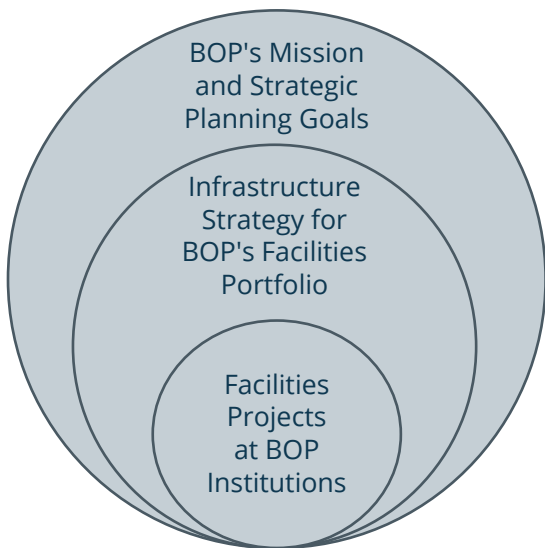 BOP's Mission
and Strategic
Planning Goals
Infrastructure
Strategy for
BOP's Facilities
Portfolio
Facilities
Projects
at BOP
Institutions